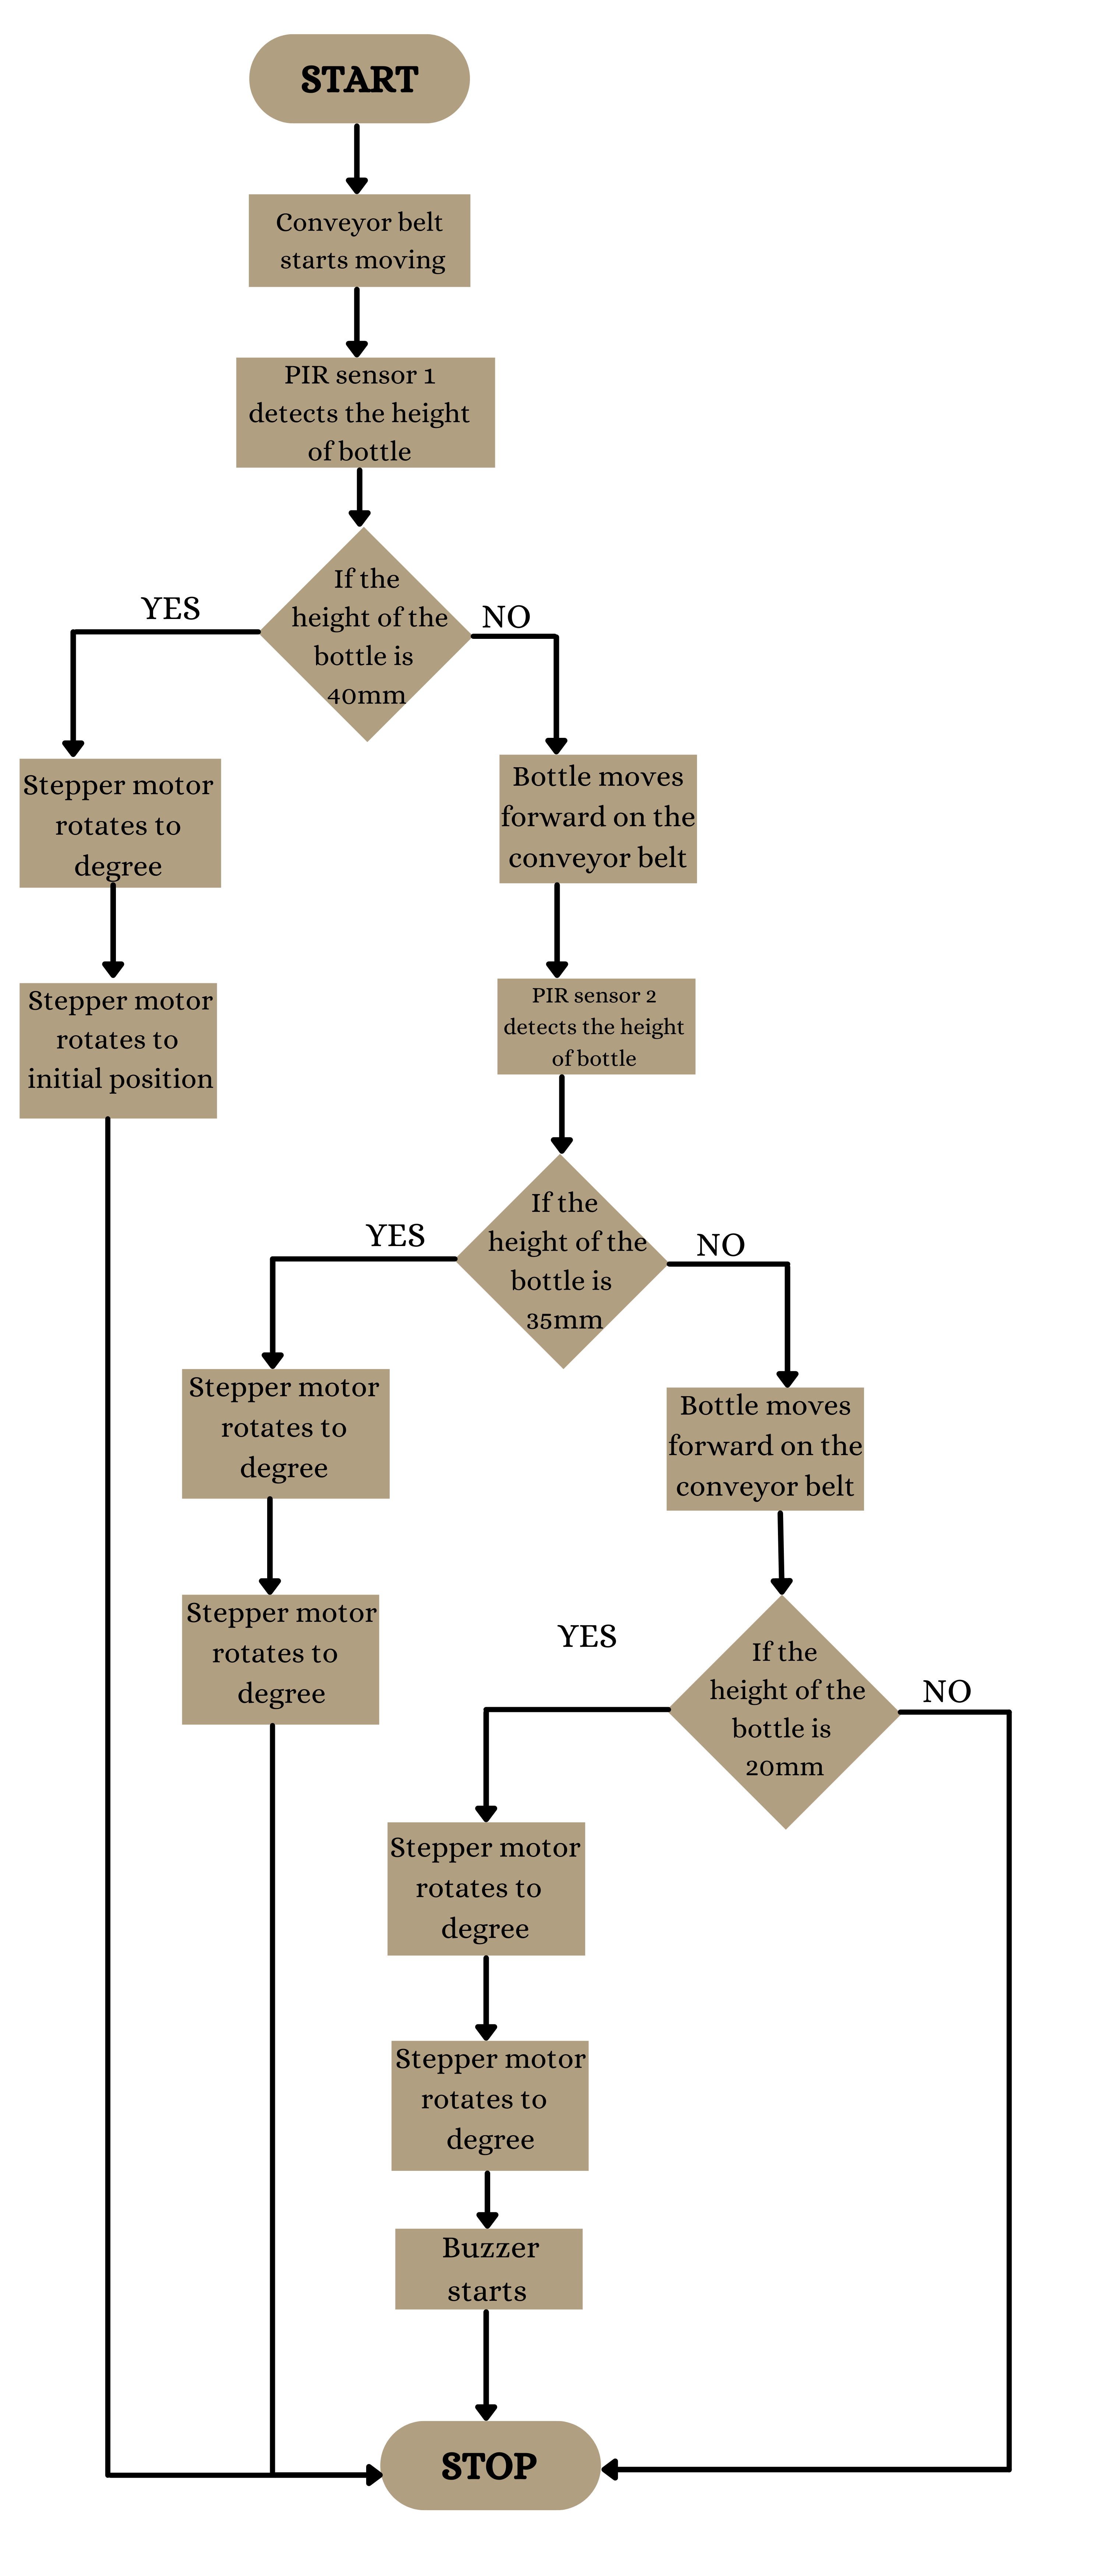 START
Conveyor belt
starts moving
PIR sensor 1
detects the height
of bottle
If the
height of the
bottle is
40mm
YES
NO
Stepper motor
rotates to
degree
Bottle moves
forward on the
conveyor belt
Stepper motor
rotates to
initial position
PIR sensor 2
detects the height
of bottle
If the
height of the
bottle is
35mm
YES
NO
Stepper motor
rotates to
degree
Bottle moves
forward on the
conveyor belt
Stepper motor
rotates to
degree
If the
height of the
bottle is
20mm
YES
NO
Stepper motor
rotates to
degree
Stepper motor
rotates to
degree
Buzzer
starts
STOP